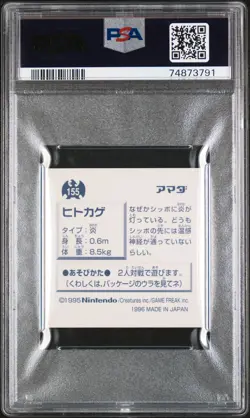 PSA
74873791
155
アマダ
ヒトカゲ
タイプ：炎
身　長：0.6m
体　重：8.5kg
なぜかシッポに炎が
灯っている。どうも
シッポの先には温感
神経が通っていない
らしい。
●あそびかた● 2人対戦で遊びます。
(くわしくは、パッケージのウラを見てネ)
©1995 Nintendo/Creatures inc./GAME FREAK inc.
1996 MADE IN JAPAN